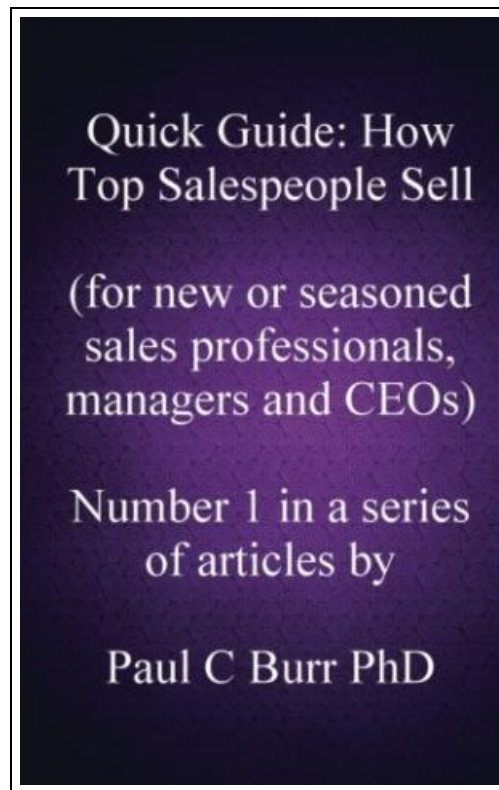 Quick Guide: How
Top Salespeople Sell
(for new or seasoned
sales professionals,
managers and CEOs)
Number 1 in a series
of articles by
Paul C Burr PhD